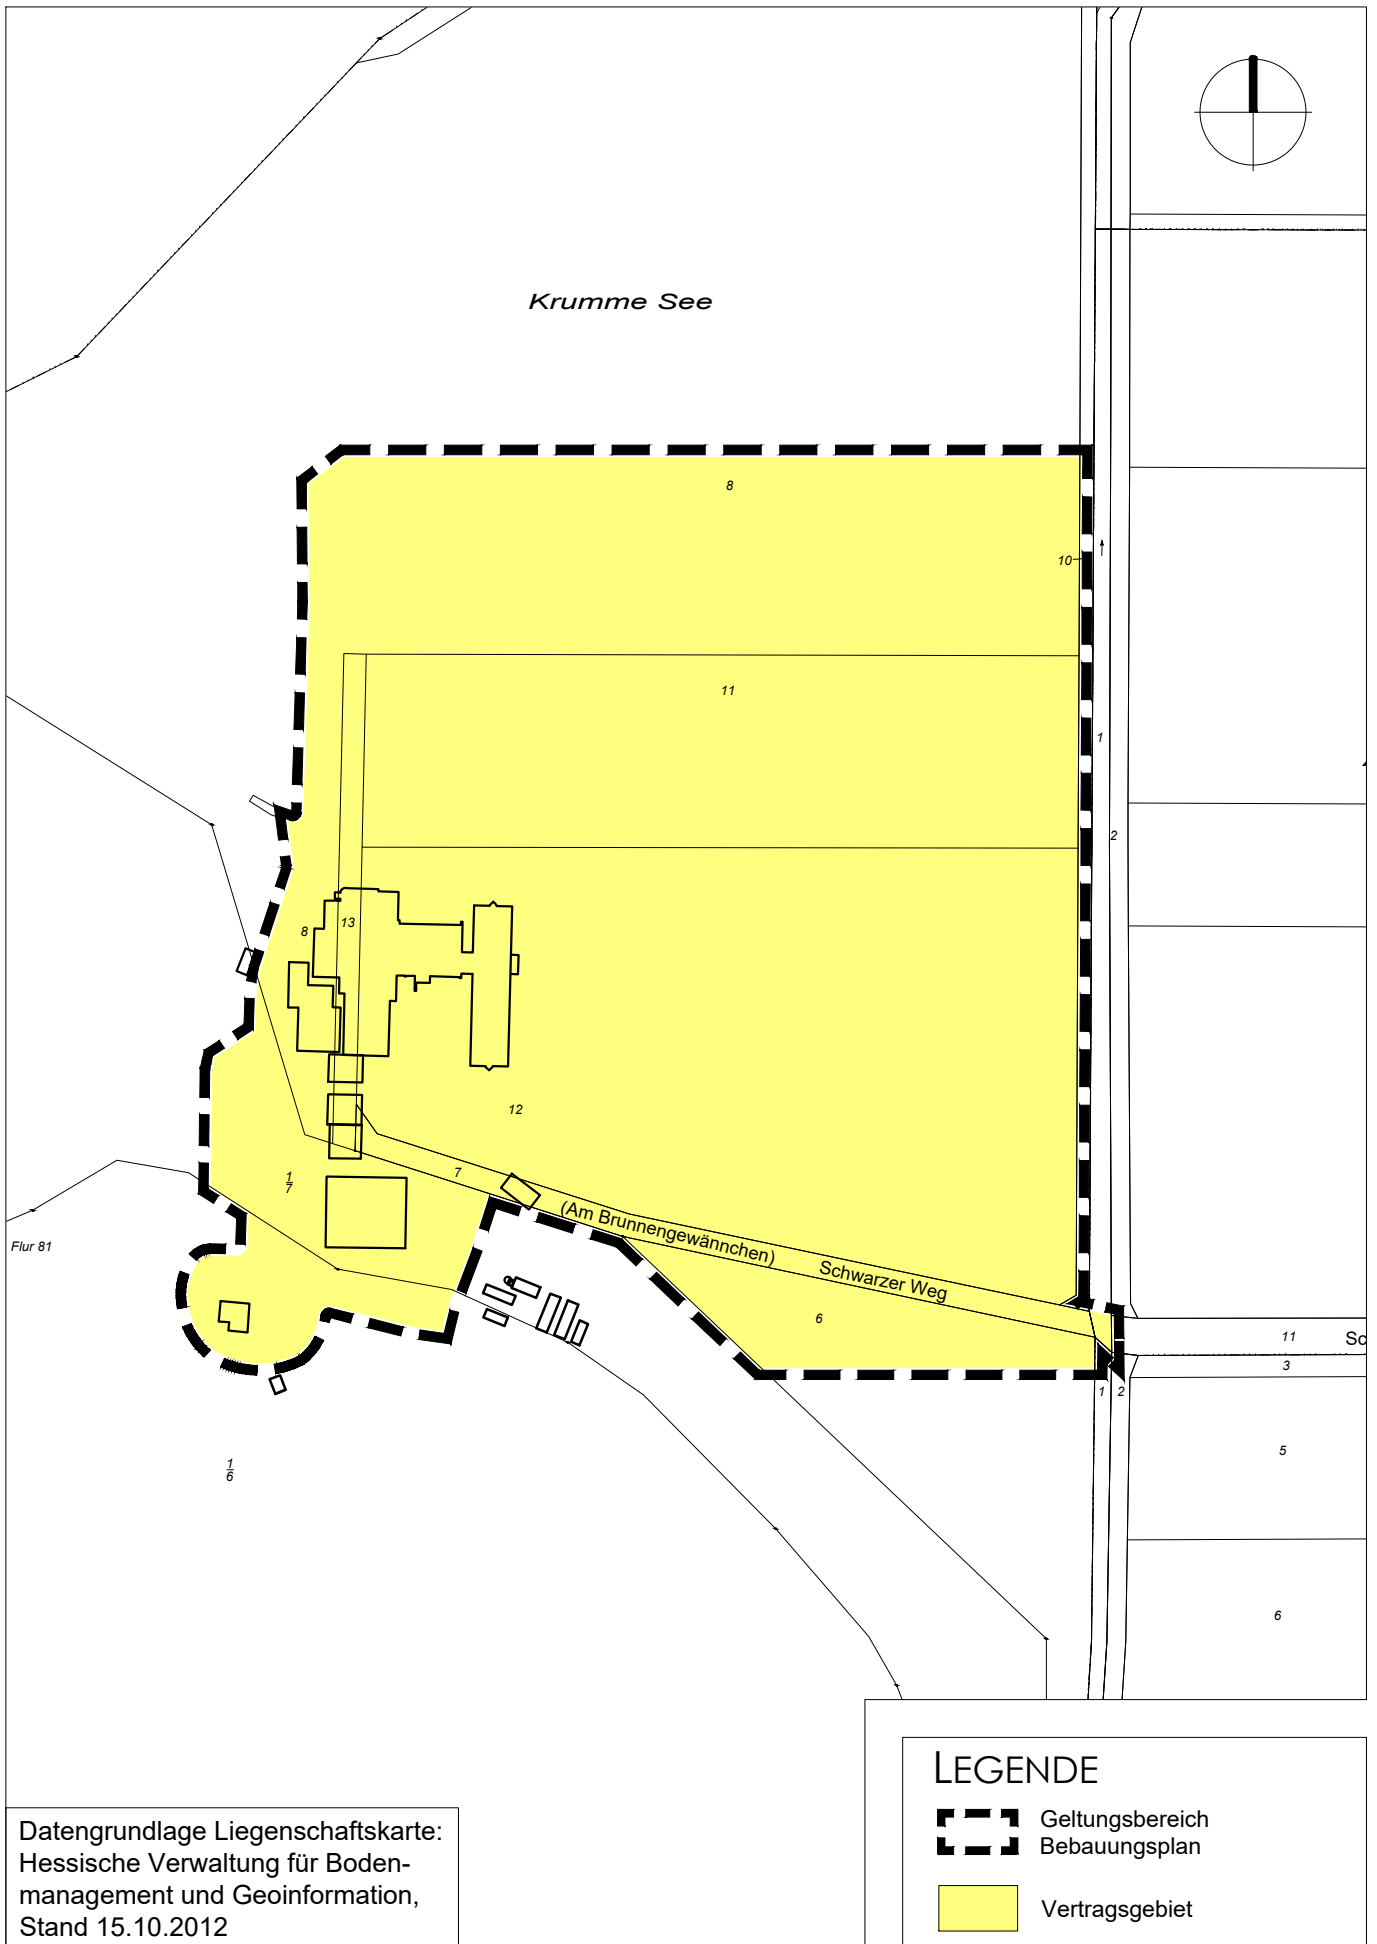 Krumme See
8
10
11
1
2
13
8
12
7
1
7
(Am Brunnengewännchen)
Schwarzer Weg
Flur 81
6
11
Sc
3
1
2
5
1
6
6
LEGENDE
Geltungsbereich
Bebauungsplan
Vertragsgebiet
Datengrundlage Liegenschaftskarte:
Hessische Verwaltung für Boden-
management und Geoinformation,
Stand 15.10.2012